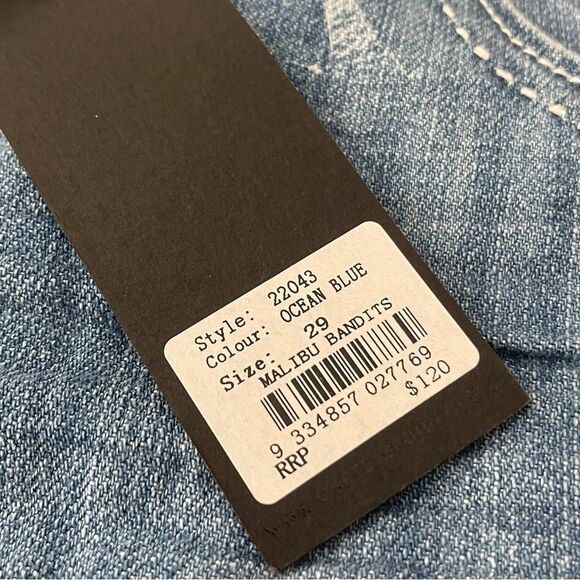 Style: 22043
Colour: OCEAN BLUE
Size: 29
MALIBU BANDITS
9 334857 027769
RRP $120